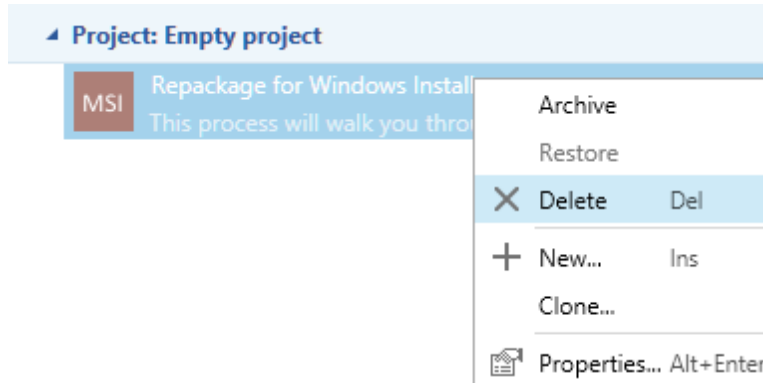 Project: Empty project
MSI
Repackage for Windows Install
This process will walk you throu
Archive
Restore
Delete Del
New... Ins
Clone...
Properties... Alt+Enter